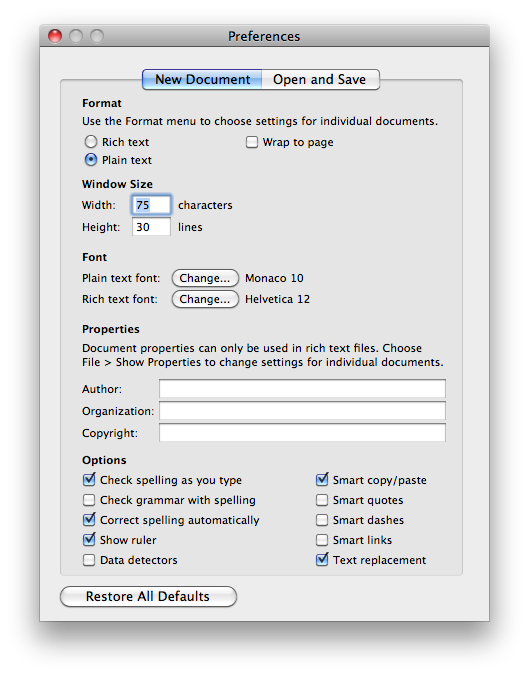 Preferences
New Document Open and Save
Format
Use the Format menu to choose settings for individual documents.
Rich text Wrap to page
Plain text
Window Size
Width: 75 characters
Height: 30 lines
Font
Plain text font: Change... Monaco 10
Rich text font: Change... Helvetica 12
Properties
Document properties can only be used in rich text files. Choose
File > Show Properties to change settings for individual documents.
Author:
Organization:
Copyright:
Options
Check spelling as you type Smart copy/paste
Check grammar with spelling Smart quotes
Correct spelling automatically Smart dashes
Show ruler Smart links
Data detectors Text replacement
Restore All Defaults